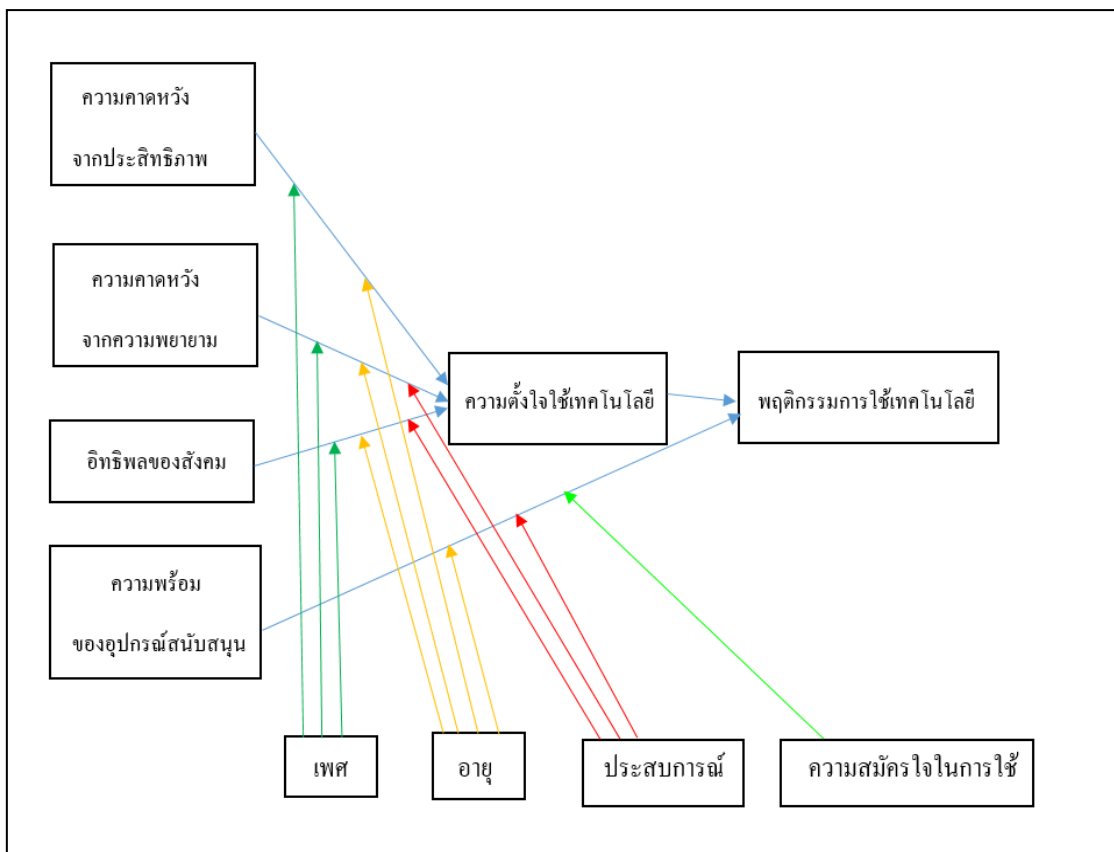 ความคาดหวัง
จากประสิทธิภาพ
ความคาดหวัง
จากความพยายาม
ความตั้งใจใช้เทคโนโลยี
พฤติกรรมการใช้เทคโนโลยี
อิทธิพลของสังคม
ความพร้อม
ของอุปกรณ์สนับสนุน
เพศ
อายุ
ประสบการณ์
ความสมัครใจในการใช้